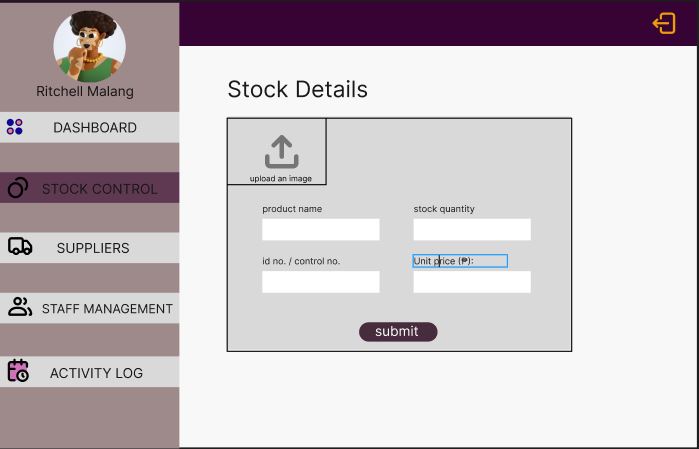 Ritchell Malang
DASHBOARD
STOCK CONTROL
SUPPLIERS
STAFF MANAGEMENT
ACTIVITY LOG
Stock Details
upload an image
product name
stock quantity
id no. / control no.
Unit price (₱):
submit